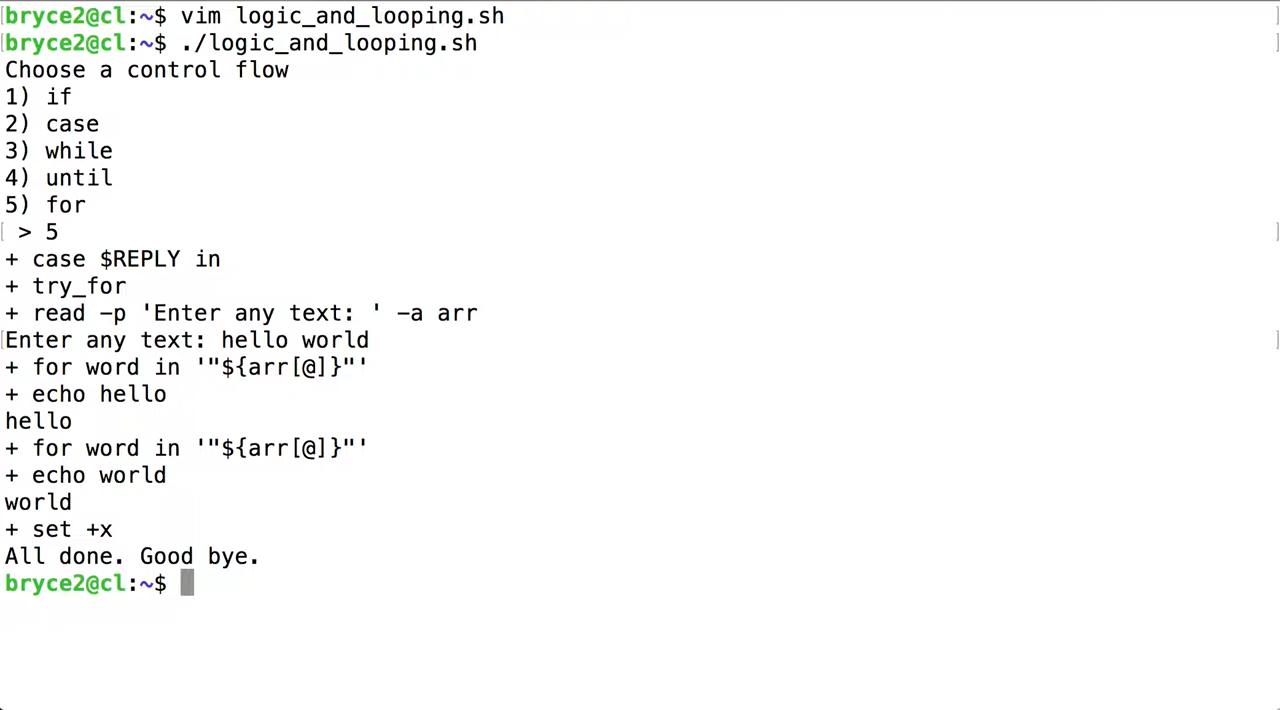 bryce2@cl:~$ vim logic_and_looping.sh
bryce2@cl:~$ ./logic_and_looping.sh
Choose a control flow
1) if
2) case
3) while
4) until
5) for
 > 5
+ case $REPLY in
+ try_for
+ read -p 'Enter any text: ' -a arr
Enter any text: hello world
+ for word in '"${arr[@]}"'
+ echo hello
hello
+ for word in '"${arr[@]}"'
+ echo world
world
+ set +x
All done. Good bye.
bryce2@cl:~$